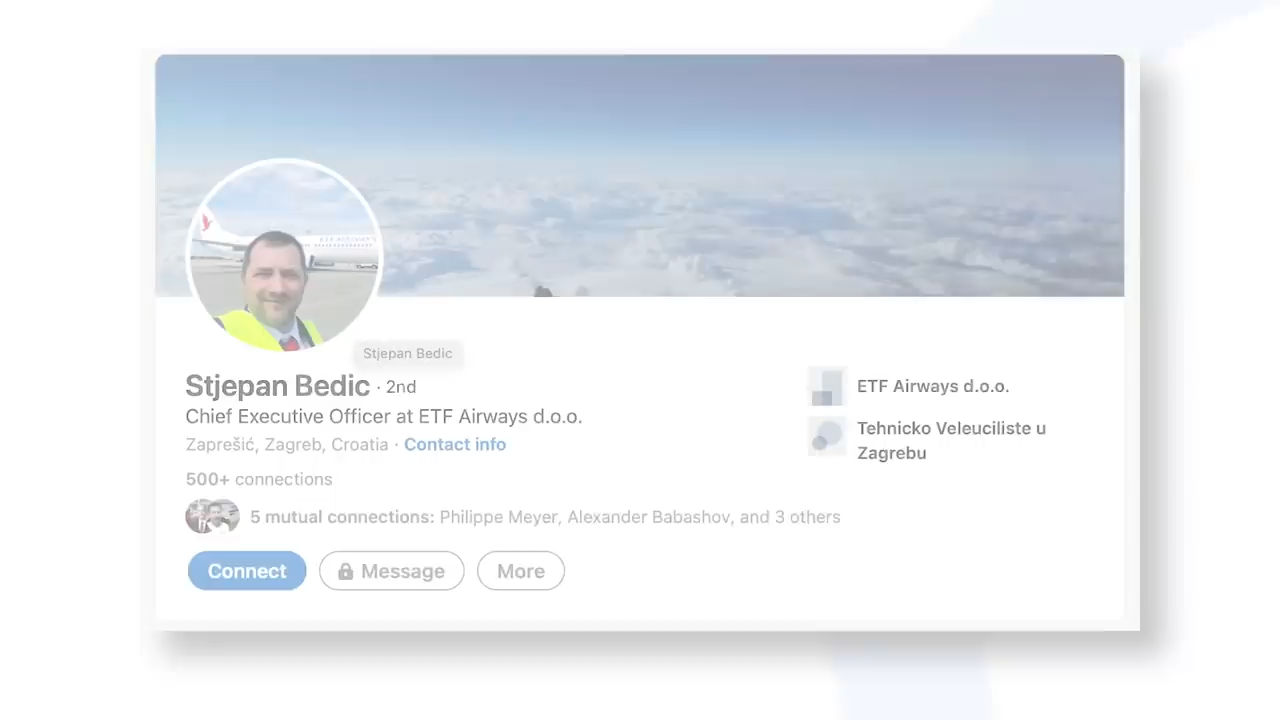 Stjepan Bedic
Stjepan Bedic · 2nd
Chief Executive Officer at ETF Airways d.o.o.
Zaprešić, Zagreb, Croatia · Contact info
500+ connections
5 mutual connections: Philippe Meyer, Alexander Babashov, and 3 others
Connect
Message
More
ETF Airways d.o.o.
Tehnicko Veleuciliste u
Zagrebu